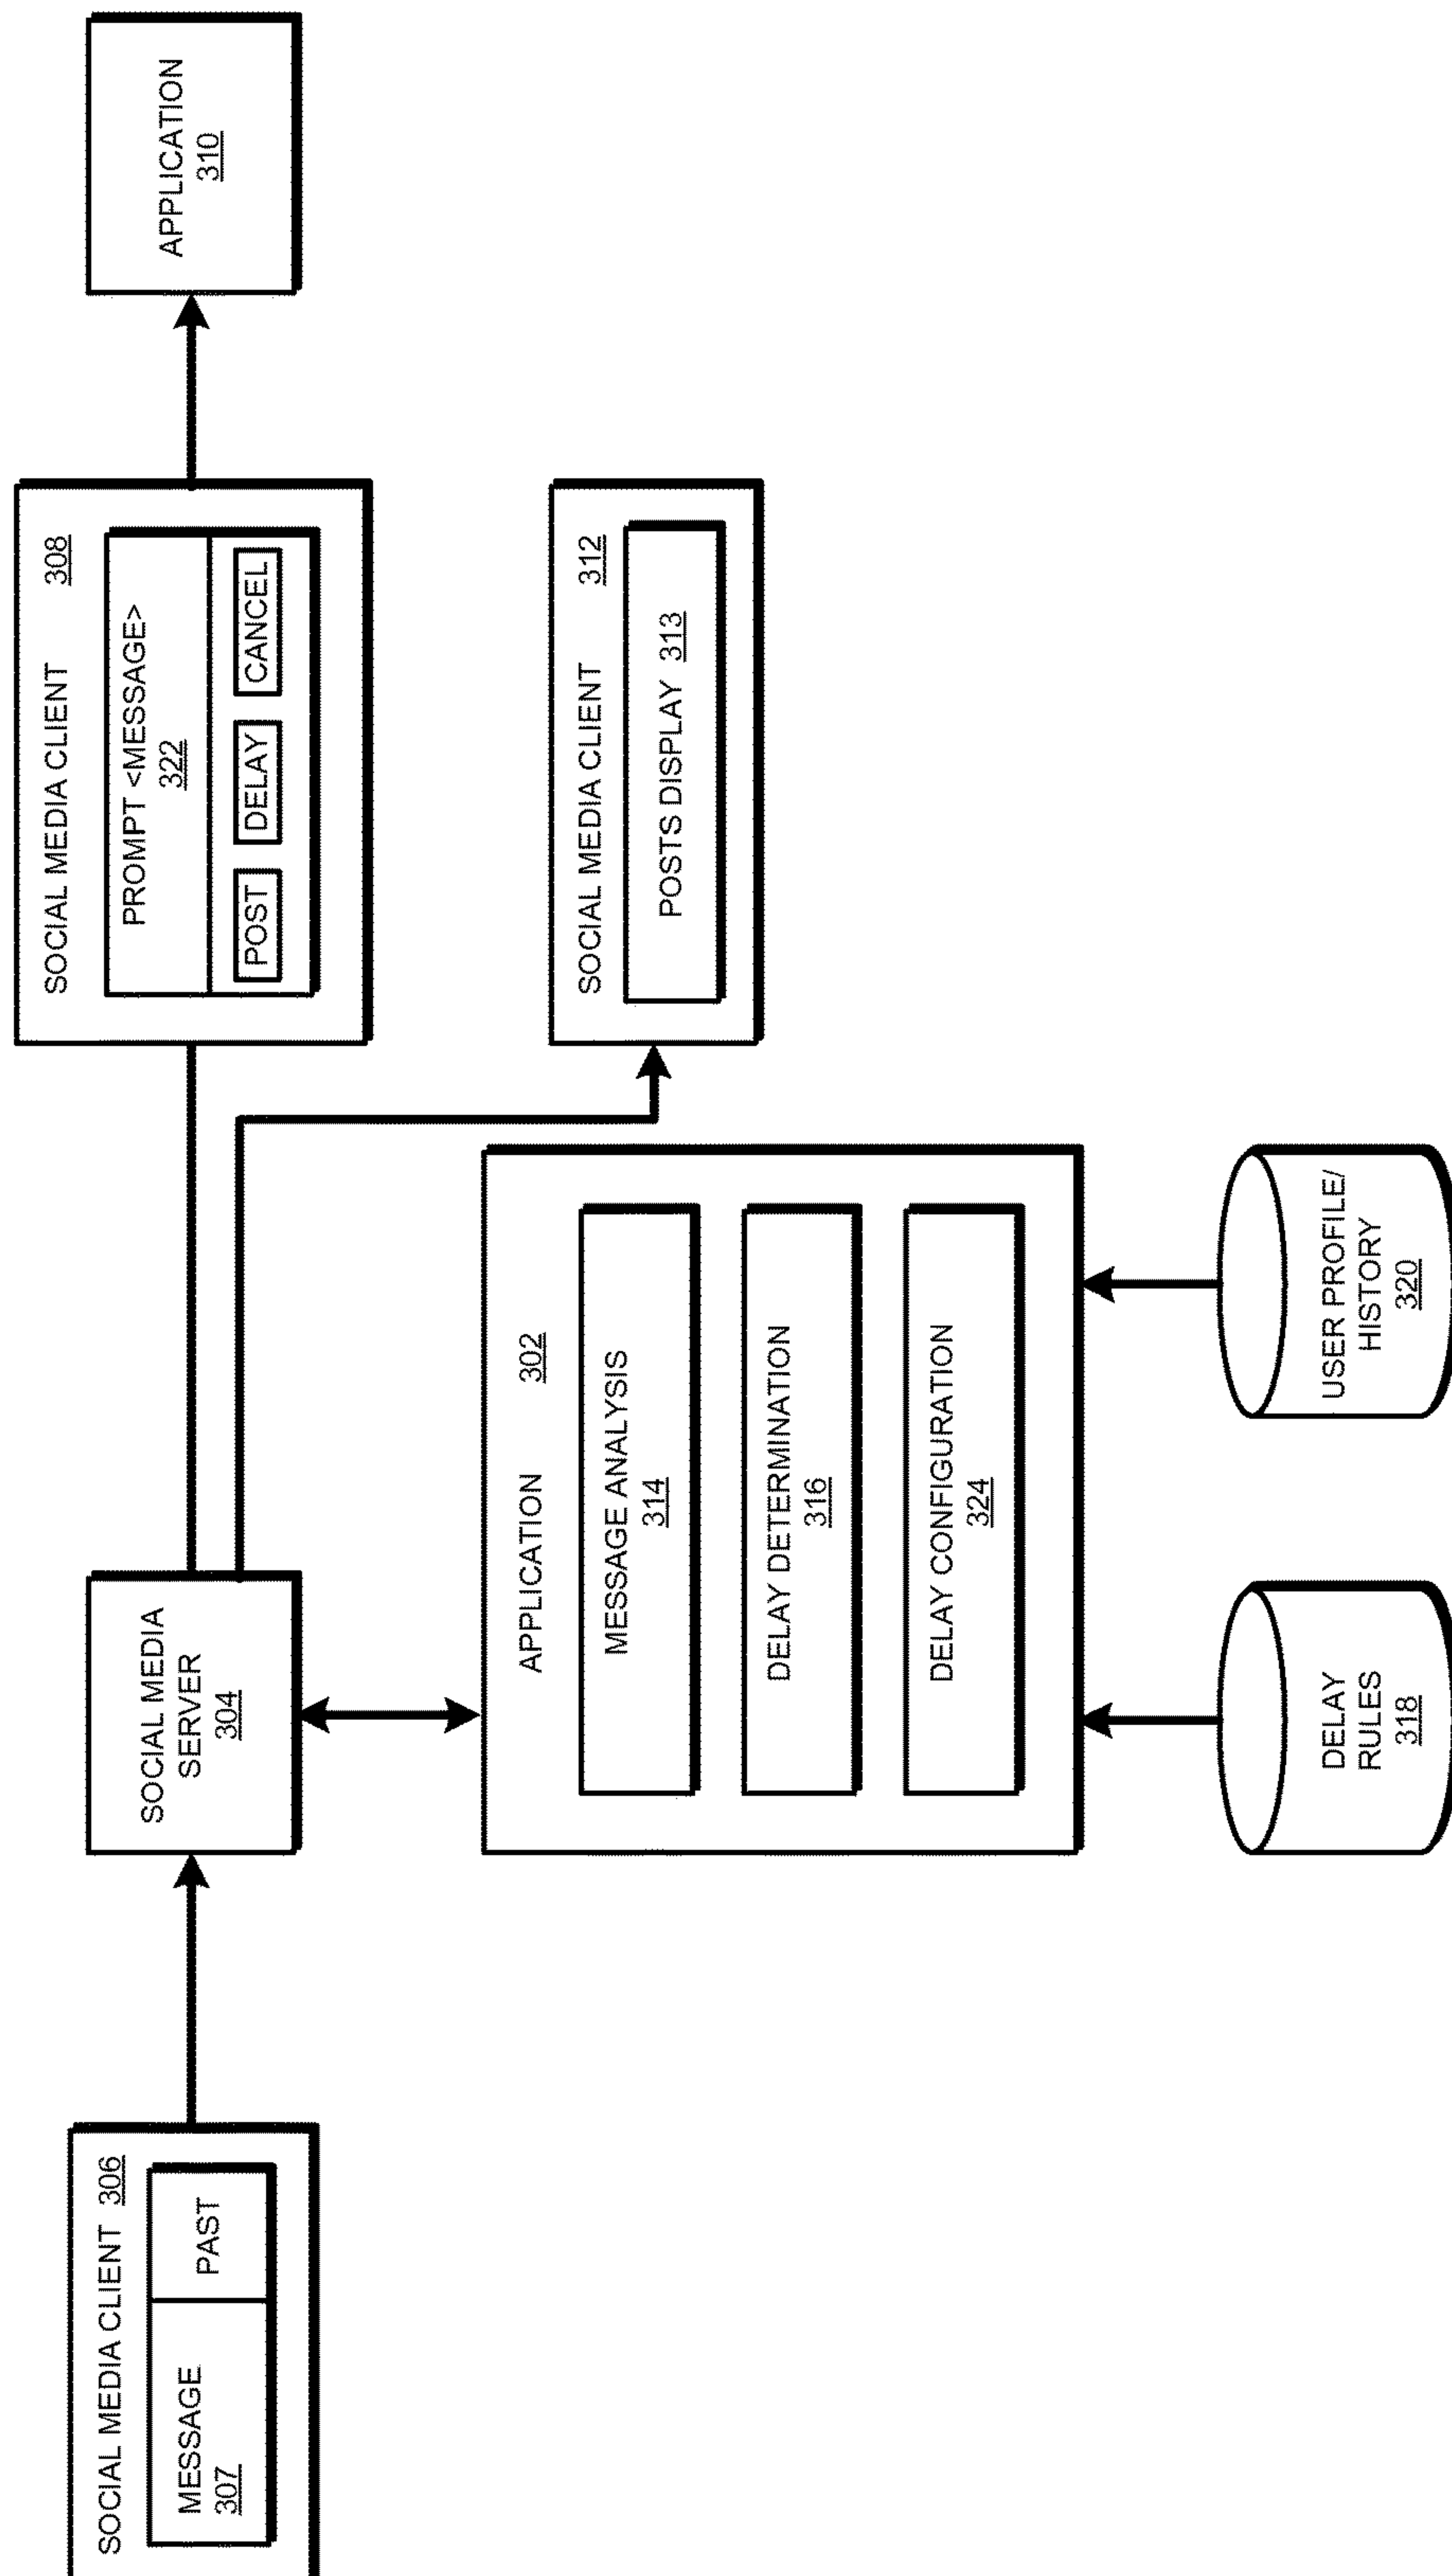 SOCIAL MEDIA CLIENT 306
MESSAGE
307
PAST
SOCIAL MEDIA
SERVER
304
SOCIAL MEDIA CLIENT 308
PROMPT <MESSAGE>
322
POST DELAY CANCEL
APPLICATION
310
SOCIAL MEDIA CLIENT 312
POSTS DISPLAY 313
APPLICATION 302
MESSAGE ANALYSIS
314
DELAY DETERMINATION
316
DELAY CONFIGURATION
324
DELAY
RULES
318
USER PROFILE/
HISTORY
320